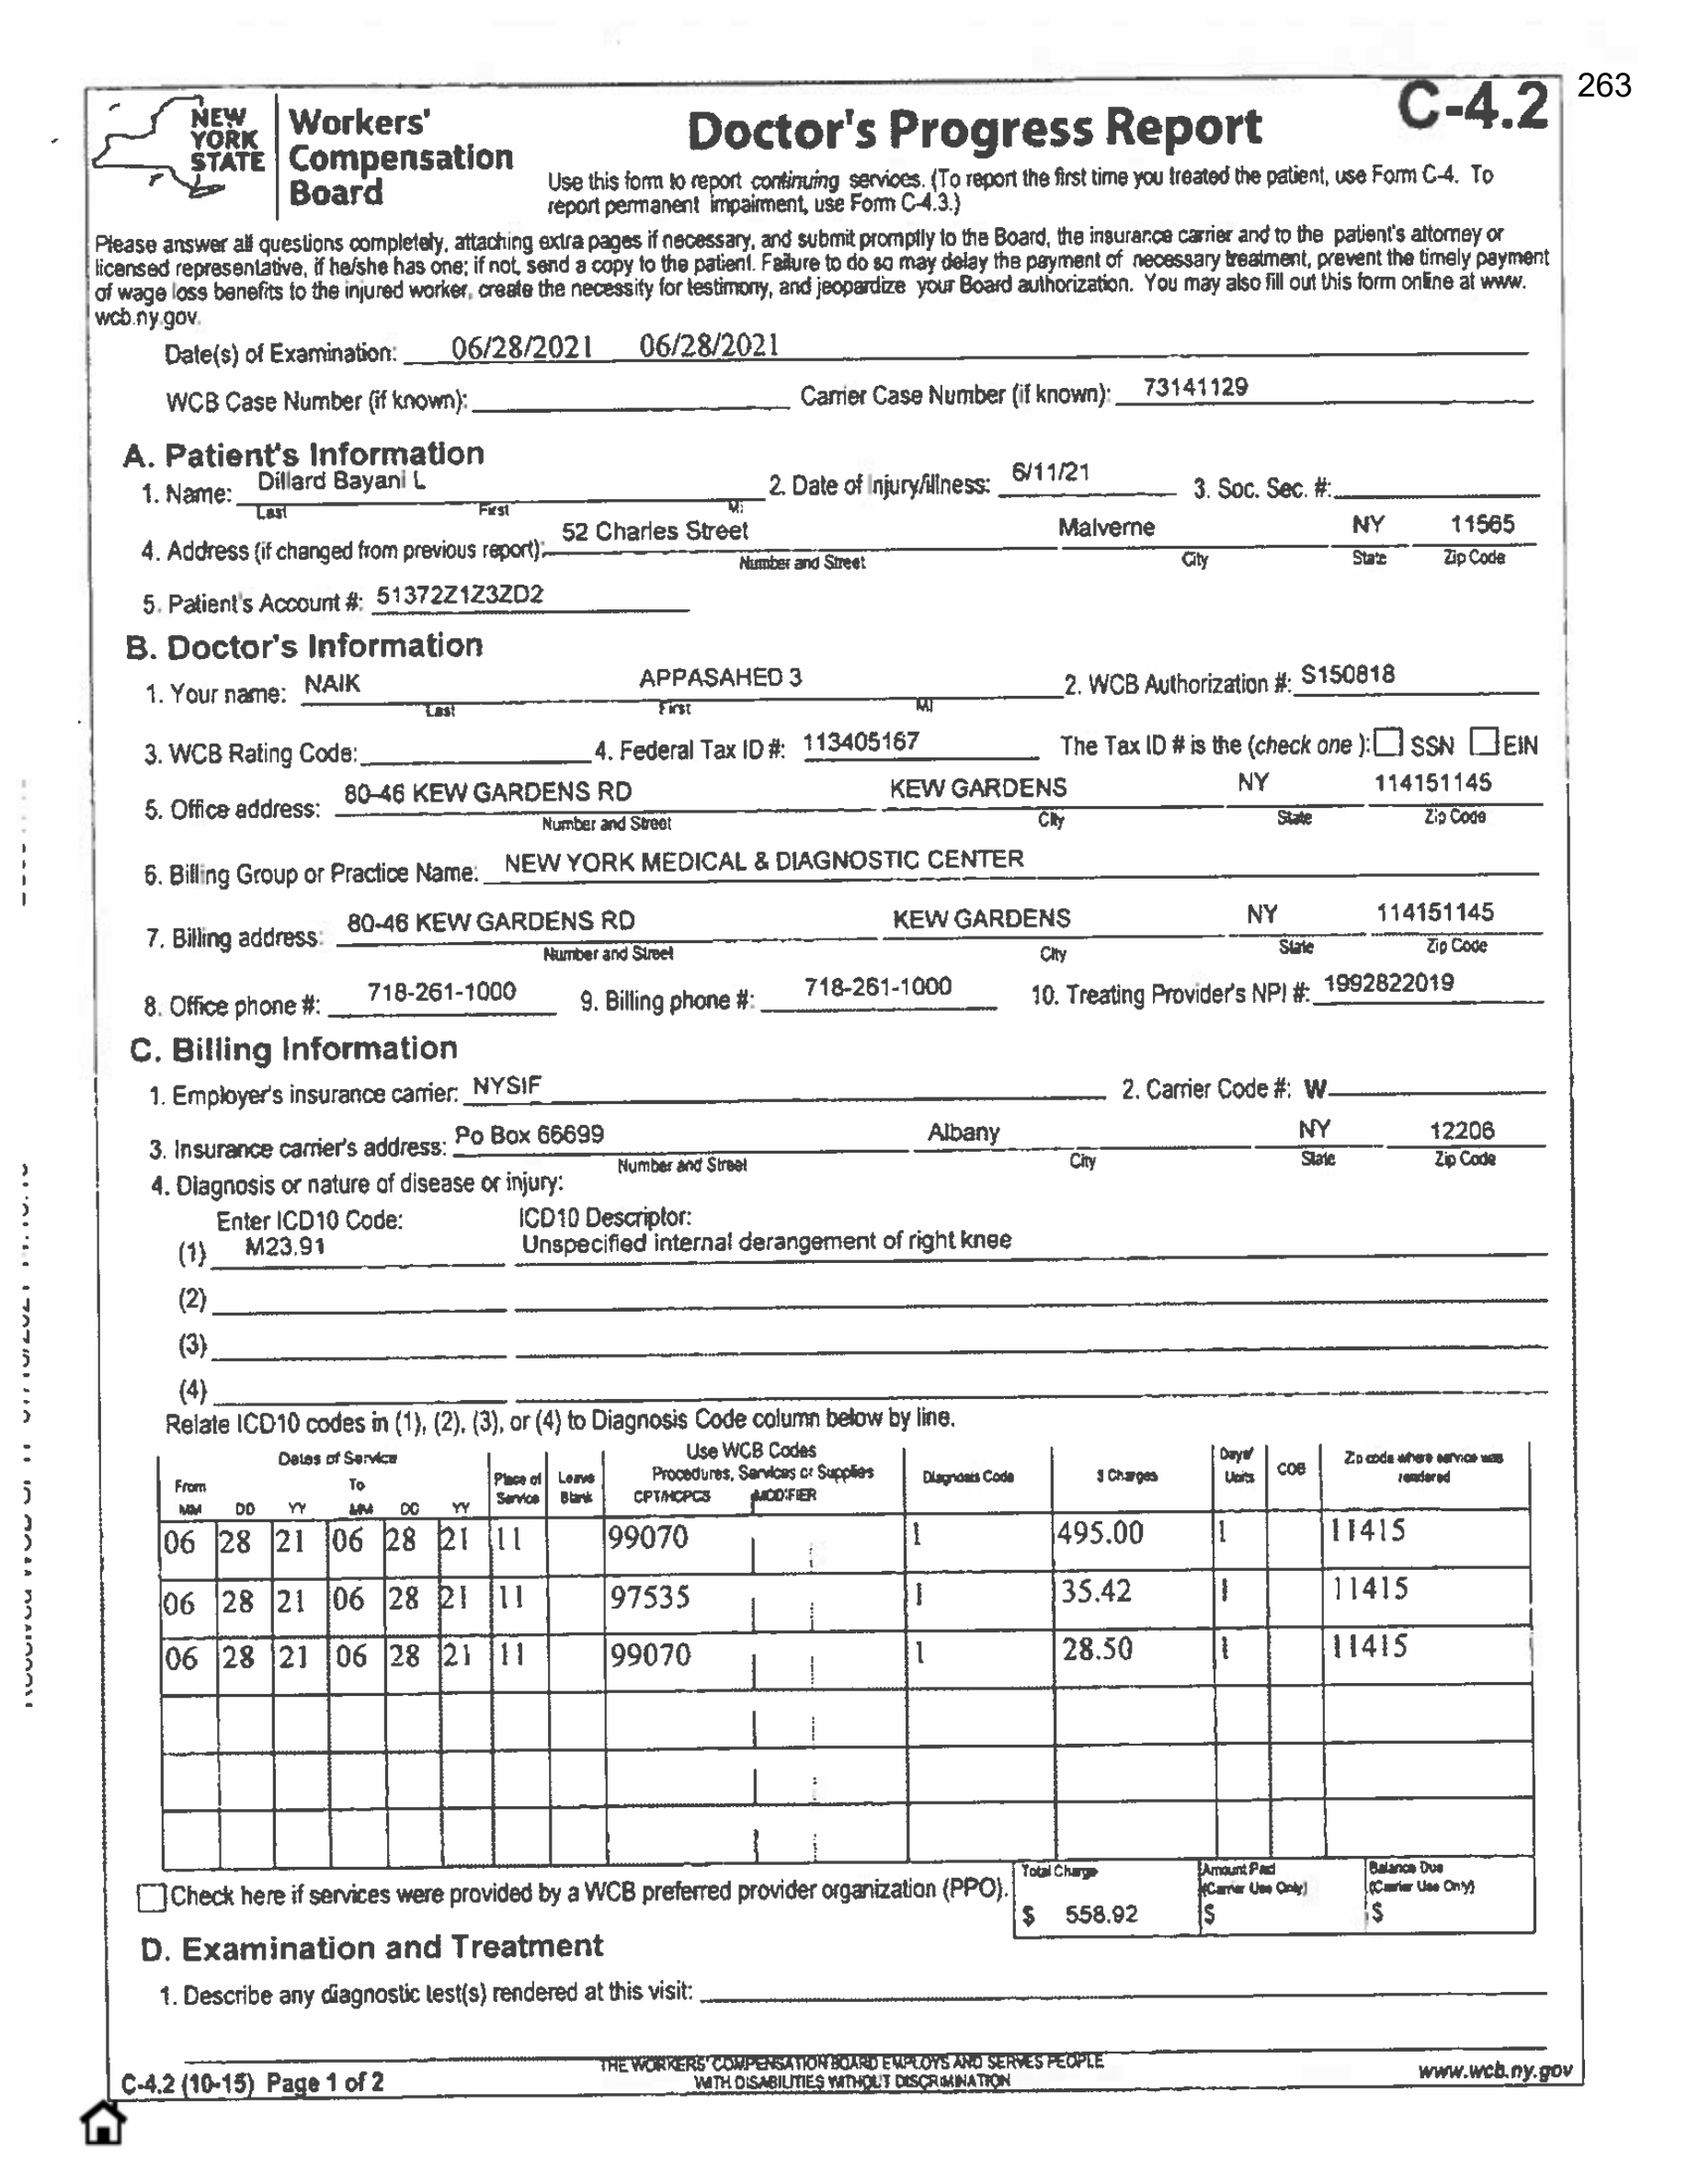 263
C-4.2
NEW YORK STATE
Workers' Compensation Board
Doctor's Progress Report
Use this form to report continuing services. (To report the first time you treated the patient, use Form C-4. To
report permanent impairment, use Form C-4.3.)
Please answer all questions completely, attaching extra pages if necessary, and submit promptly to the Board, the insurance carrier and to the patient's attorney or
licensed representative, if he/she has one; if not, send a copy to the patient. Failure to do so may delay the payment of necessary treatment, prevent the timely payment
of wage loss benefits to the injured worker, create the necessity for testimony, and jeopardize your Board authorization. You may also fill out this form online at www.
wcb.ny.gov.
Date(s) of Examination: 06/28/2021 06/28/2021
WCB Case Number (if known): Carrier Case Number (if known): 73141129
A. Patient's Information
1. Name: Dillard Bayani L 2. Date of Injury/Illness: 6/11/21 3. Soc. Sec. #:
Last First MI
4. Address (if changed from previous report): 52 Charles Street Malverne NY 11565
Number and Street City State Zip Code
5. Patient's Account #: 51372Z1Z3ZD2
B. Doctor's Information
1. Your name: NAIK APPASAHED 3 2. WCB Authorization #: S150818
Last First MI
3. WCB Rating Code: 4. Federal Tax ID #: 113405167 The Tax ID # is the (check one ): SSN EIN
5. Office address: 80-46 KEW GARDENS RD KEW GARDENS NY 114151145
Number and Street City State Zip Code
6. Billing Group or Practice Name: NEW YORK MEDICAL & DIAGNOSTIC CENTER
7. Billing address: 80-46 KEW GARDENS RD KEW GARDENS NY 114151145
Number and Street City State Zip Code
8. Office phone #: 718-261-1000 9. Billing phone #: 718-261-1000 10. Treating Provider's NPI #: 1992822019
C. Billing Information
1. Employer's insurance carrier: NYSIF 2. Carrier Code #: W
3. Insurance carrier's address: Po Box 66699 Albany NY 12206
Number and Street City State Zip Code
4. Diagnosis or nature of disease or injury:
Enter ICD10 Code: ICD10 Descriptor:
(1) M23.91 Unspecified internal derangement of right knee
(2)
(3)
(4)
Relate ICD10 codes in (1), (2), (3), or (4) to Diagnosis Code column below by line.
Dates of Service Use WCB Codes
From To Place of Service Leave Blank Procedures, Services or Supplies Diagnosis Code $ Charges Days/ Units COB Zip code where service was rendered
MM DD YY MM DD YY CPT/HCPCS MODIFIER
06 28 21 06 28 21 11 99070 1 495.00 1 11415
06 28 21 06 28 21 11 97535 1 35.42 1 11415
06 28 21 06 28 21 11 99070 1 28.50 1 11415
Check here if services were provided by a WCB preferred provider organization (PPO).
Total Charge Amount Paid (Carrier Use Only) Balance Due (Carrier Use Only)
$ 558.92 $ $
D. Examination and Treatment
1. Describe any diagnostic test(s) rendered at this visit:
THE WORKERS' COMPENSATION BOARD EMPLOYS AND SERVES PEOPLE
WITH DISABILITIES WITHOUT DISCRIMINATION
C-4.2 (10-15) Page 1 of 2
www.wcb.ny.gov